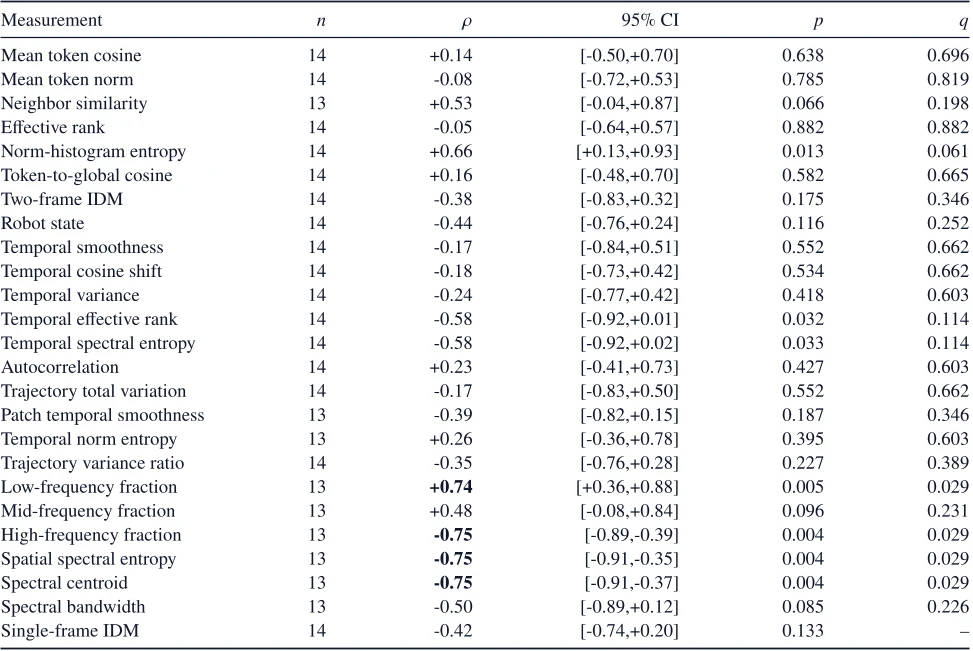 Measurement n ρ 95% CI p q
Mean token cosine 14 +0.14 [-0.50,+0.70] 0.638 0.696
Mean token norm 14 -0.08 [-0.72,+0.53] 0.785 0.819
Neighbor similarity 13 +0.53 [-0.04,+0.87] 0.066 0.198
Effective rank 14 -0.05 [-0.64,+0.57] 0.882 0.882
Norm-histogram entropy 14 +0.66 [+0.13,+0.93] 0.013 0.061
Token-to-global cosine 14 +0.16 [-0.48,+0.70] 0.582 0.665
Two-frame IDM 14 -0.38 [-0.83,+0.32] 0.175 0.346
Robot state 14 -0.44 [-0.76,+0.24] 0.116 0.252
Temporal smoothness 14 -0.17 [-0.84,+0.51] 0.552 0.662
Temporal cosine shift 14 -0.18 [-0.73,+0.42] 0.534 0.662
Temporal variance 14 -0.24 [-0.77,+0.42] 0.418 0.603
Temporal effective rank 14 -0.58 [-0.92,+0.01] 0.032 0.114
Temporal spectral entropy 14 -0.58 [-0.92,+0.02] 0.033 0.114
Autocorrelation 14 +0.23 [-0.41,+0.73] 0.427 0.603
Trajectory total variation 14 -0.17 [-0.83,+0.50] 0.552 0.662
Patch temporal smoothness 13 -0.39 [-0.82,+0.15] 0.187 0.346
Temporal norm entropy 13 +0.26 [-0.36,+0.78] 0.395 0.603
Trajectory variance ratio 14 -0.35 [-0.76,+0.28] 0.227 0.389
Low-frequency fraction 13 +0.74 [+0.36,+0.88] 0.005 0.029
Mid-frequency fraction 13 +0.48 [-0.08,+0.84] 0.096 0.231
High-frequency fraction 13 -0.75 [-0.89,-0.39] 0.004 0.029
Spatial spectral entropy 13 -0.75 [-0.91,-0.35] 0.004 0.029
Spectral centroid 13 -0.75 [-0.91,-0.37] 0.004 0.029
Spectral bandwidth 13 -0.50 [-0.89,+0.12] 0.085 0.226
Single-frame IDM 14 -0.42 [-0.74,+0.20] 0.133 –